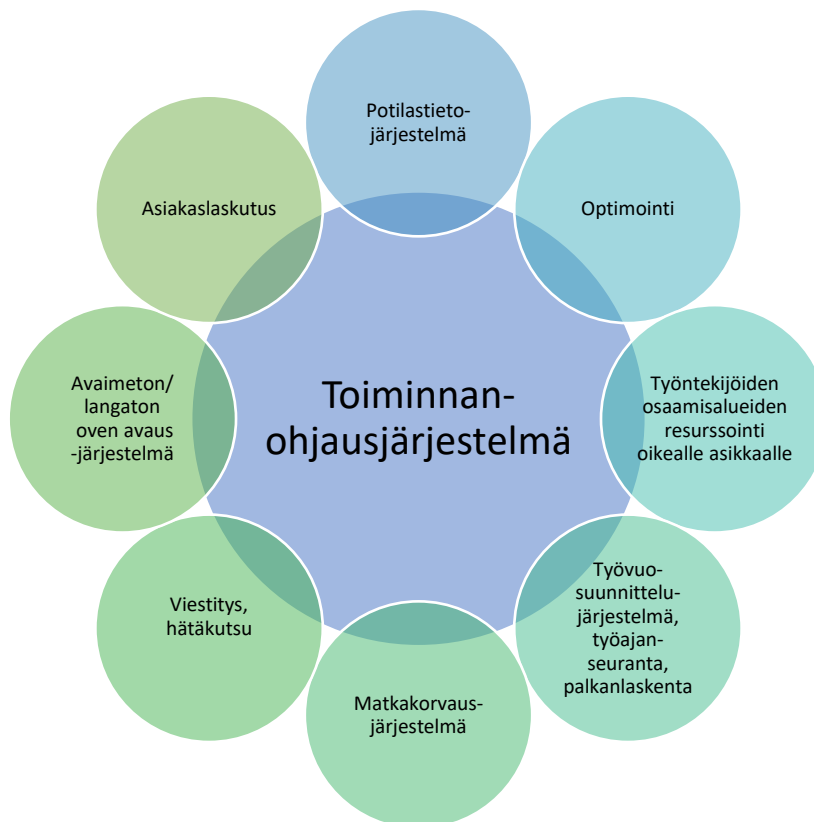 Potilastieto-
järjestelmä
Asiakaslaskutus
Optimointi
Avaimeton/
langaton
oven avaus
-järjestelmä
Toiminnan-
ohjausjärjestelmä
Työntekijöiden
osaamisalueiden
resurssointi
oikealle asikkaalle
Viestitys,
hätäkutsu
Työvuo-
suunnittelu-
järjestelmä,
työajan-
seuranta,
palkanlaskenta
Matkakorvaus-
järjestelmä